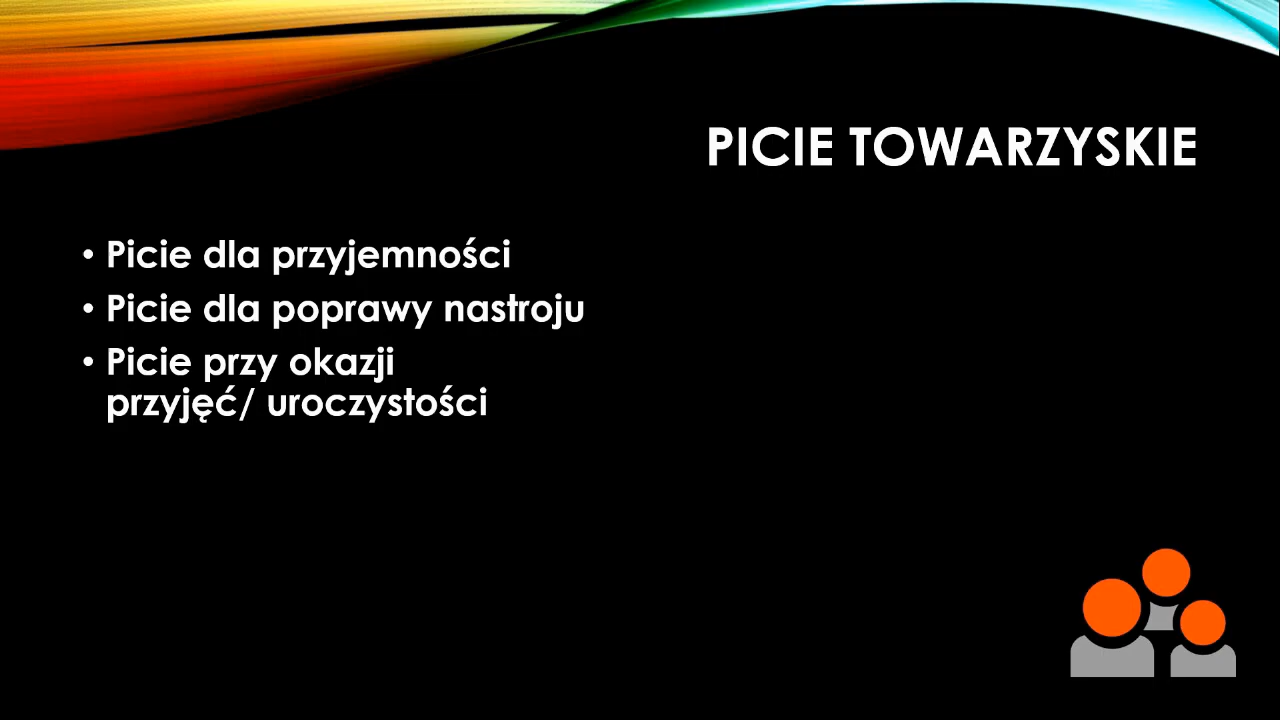 PICIE TOWARZYSKIE
• Picie dla przyjemności
• Picie dla poprawy nastroju
• Picie przy okazji
przyjęć/ uroczystości